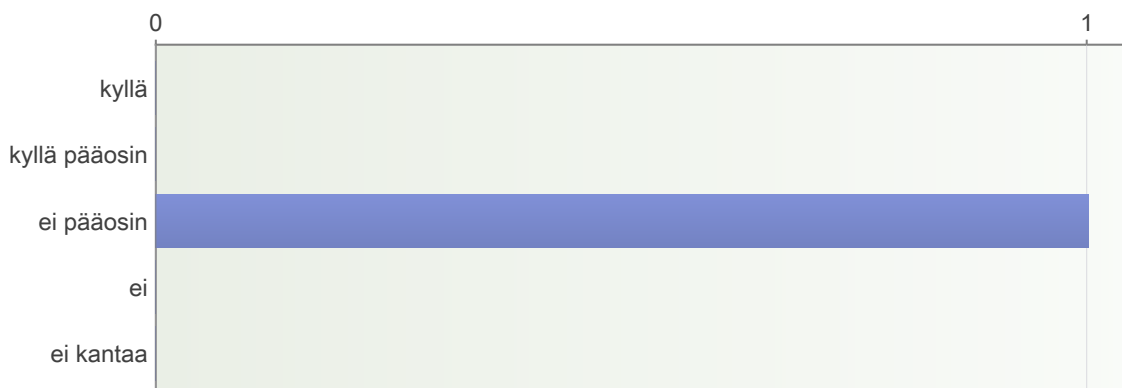 0 1
kyllä
kyllä pääosin
ei pääosin
ei
ei kantaa